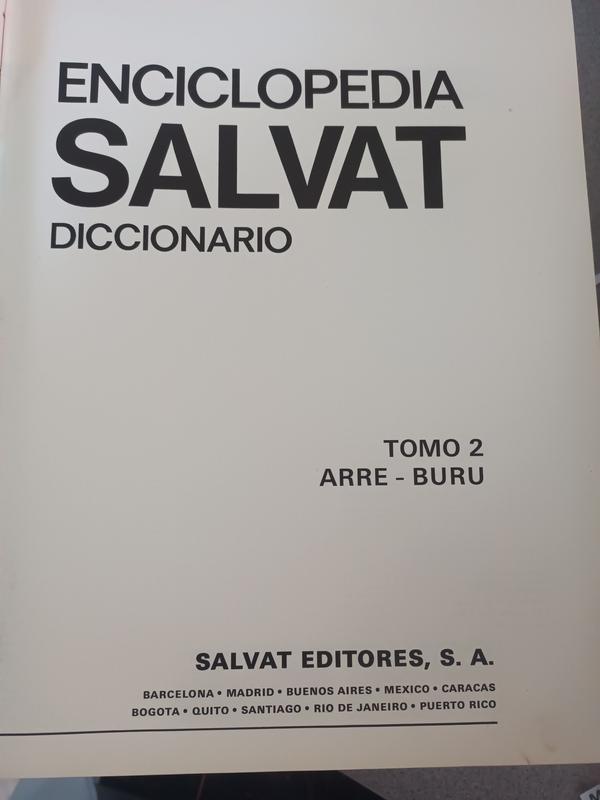 ENCICLOPEDIA
SALVAT
DICCIONARIO
TOMO 2
ARRE - BURU
SALVAT EDITORES, S. A.
BARCELONA • MADRID • BUENOS AIRES • MEXICO • CARACAS
BOGOTA • QUITO • SANTIAGO • RIO DE JANEIRO • PUERTO RICO